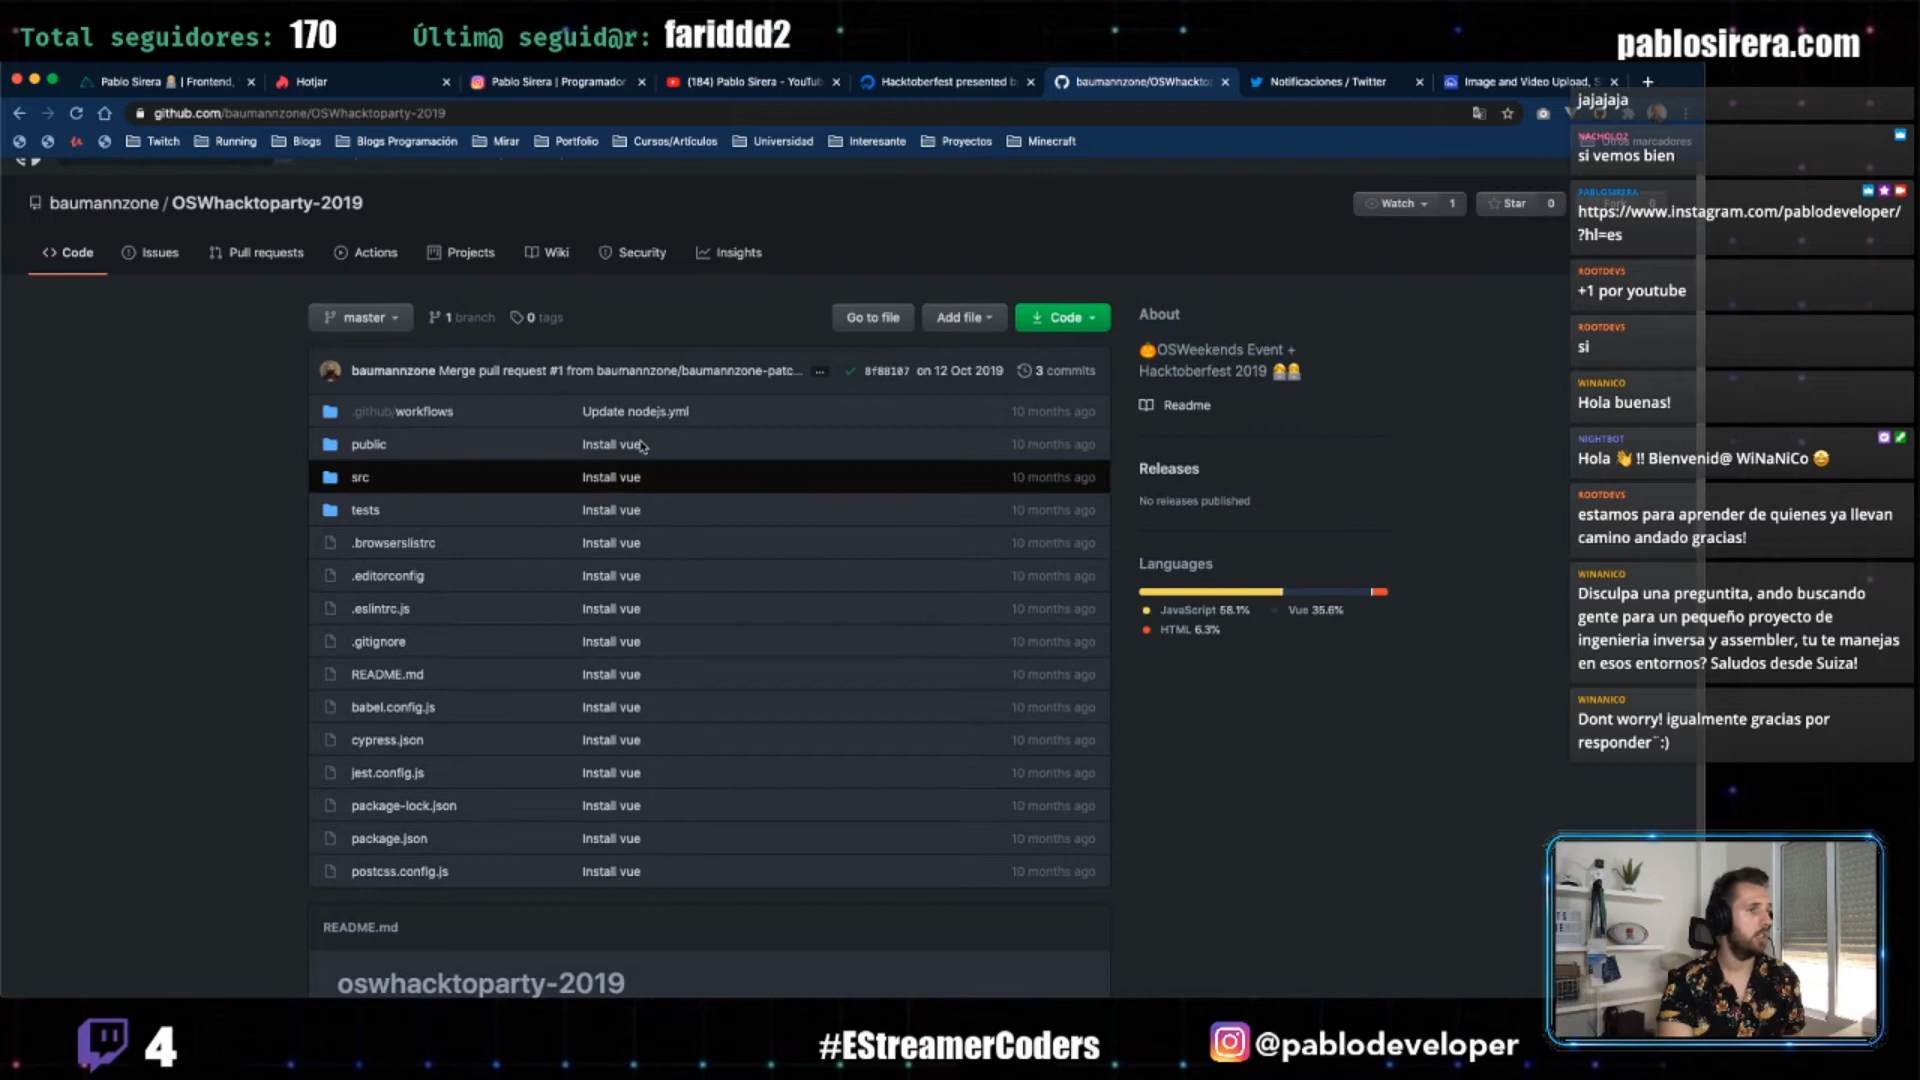 Total seguidores: 170
Últim@ seguid@r: fariddd2
pablosirera.com
Pablo Sirera | Frontend,
Hotjar
Pablo Sirera | Programador
(184) Pablo Sirera - YouTub
Hacktoberfest presented b
baumannzone/OSWhackto
Notificaciones / Twitter
Image and Video Upload, S
github.com/baumannzone/OSWhacktoparty-2019
Twitch
Running
Blogs
Blogs Programación
Mirar
Portfolio
Cursos/Artículos
Universidad
Interesante
Proyectos
Minecraft
Otros marcadores
baumannzone / OSWhacktoparty-2019
Watch 1
Star 0
Fork 0
Code
Issues
Pull requests
Actions
Projects
Wiki
Security
Insights
master
1 branch
0 tags
Go to file
Add file
Code
baumannzone Merge pull request #1 from baumannzone/baumannzone-patc... ... 8f88107 on 12 Oct 2019 3 commits
.github/workflows Update nodejs.yml 10 months ago
public Install vue 10 months ago
src Install vue 10 months ago
tests Install vue 10 months ago
.browserslistrc Install vue 10 months ago
.editorconfig Install vue 10 months ago
.eslintrc.js Install vue 10 months ago
.gitignore Install vue 10 months ago
README.md Install vue 10 months ago
babel.config.js Install vue 10 months ago
cypress.json Install vue 10 months ago
jest.config.js Install vue 10 months ago
package-lock.json Install vue 10 months ago
package.json Install vue 10 months ago
postcss.config.js Install vue 10 months ago
README.md
oswhacktoparty-2019
About
🎃OSWeekends Event +
Hacktoberfest 2019
Readme
Releases
No releases published
Languages
JavaScript 58.1%
Vue 35.6%
HTML 6.3%
jajajaja
NACHOLOZ
si vemos bien
PABLOSIRERA
https://www.instagram.com/pablodeveloper/
?hl=es
ROOTDEVS
+1 por youtube
ROOTDEVS
si
WINANICO
Hola buenas!
NIGHTBOT
Hola 👋 !! Bienvenid@ WiNaNiCo 🤩
ROOTDEVS
estamos para aprender de quienes ya llevan
camino andado gracias!
WINANICO
Disculpa una preguntita, ando buscando
gente para un pequeño proyecto de
ingenieria inversa y assembler, tu te manejas
en esos entornos? Saludos desde Suiza!
WINANICO
Dont worry! igualmente gracias por
responder¨:)
4
#EStreamerCoders
@pablodeveloper